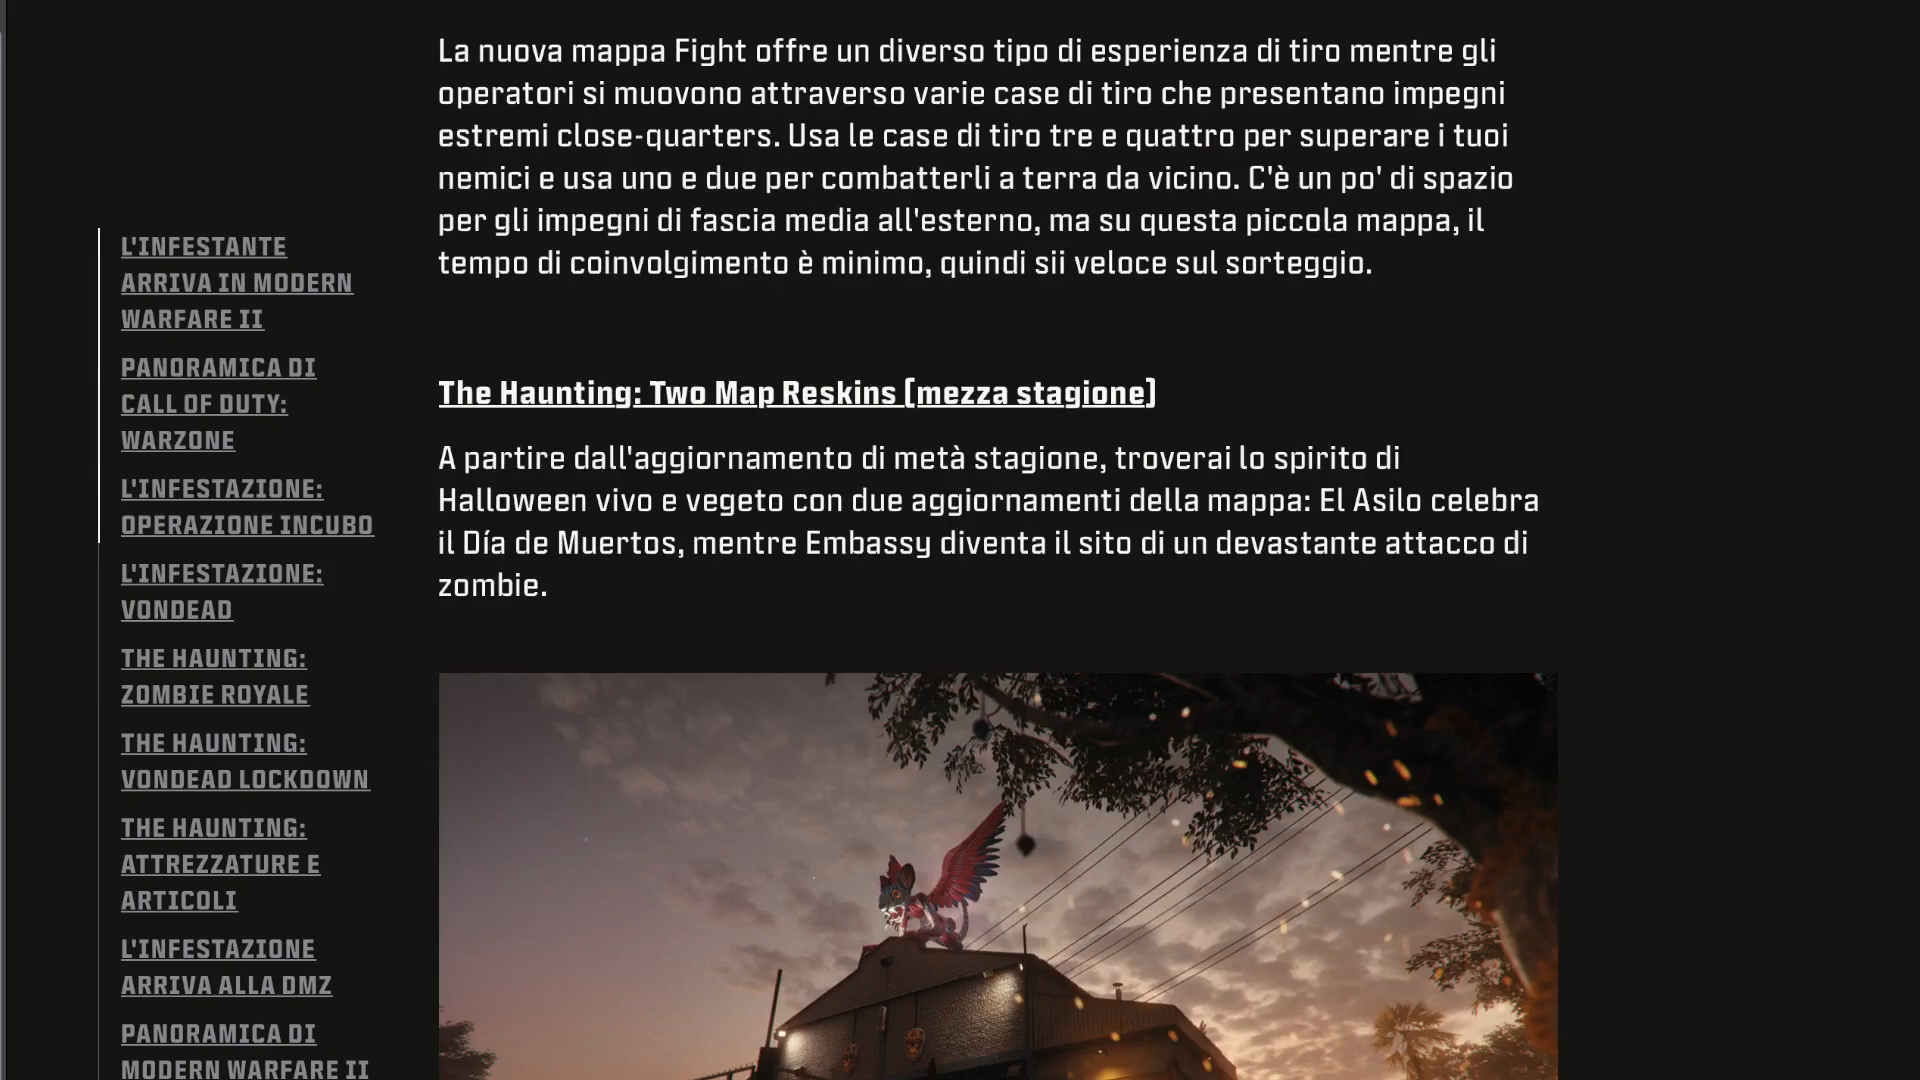 La nuova mappa Fight offre un diverso tipo di esperienza di tiro mentre gli
operatori si muovono attraverso varie case di tiro che presentano impegni
estremi close-quarters. Usa le case di tiro tre e quattro per superare i tuoi
nemici e usa uno e due per combatterli a terra da vicino. C'è un po' di spazio
per gli impegni di fascia media all'esterno, ma su questa piccola mappa, il
tempo di coinvolgimento è minimo, quindi sii veloce sul sorteggio.
The Haunting: Two Map Reskins (mezza stagione)
A partire dall'aggiornamento di metà stagione, troverai lo spirito di
Halloween vivo e vegeto con due aggiornamenti della mappa: El Asilo celebra
il Día de Muertos, mentre Embassy diventa il sito di un devastante attacco di
zombie.
L'INFESTANTE
ARRIVA IN MODERN
WARFARE II
PANORAMICA DI
CALL OF DUTY:
WARZONE
L'INFESTAZIONE:
OPERAZIONE INCUBO
L'INFESTAZIONE:
VONDEAD
THE HAUNTING:
ZOMBIE ROYALE
THE HAUNTING:
VONDEAD LOCKDOWN
THE HAUNTING:
ATTREZZATURE E
ARTICOLI
L'INFESTAZIONE
ARRIVA ALLA DMZ
PANORAMICA DI
MODERN WARFARE II